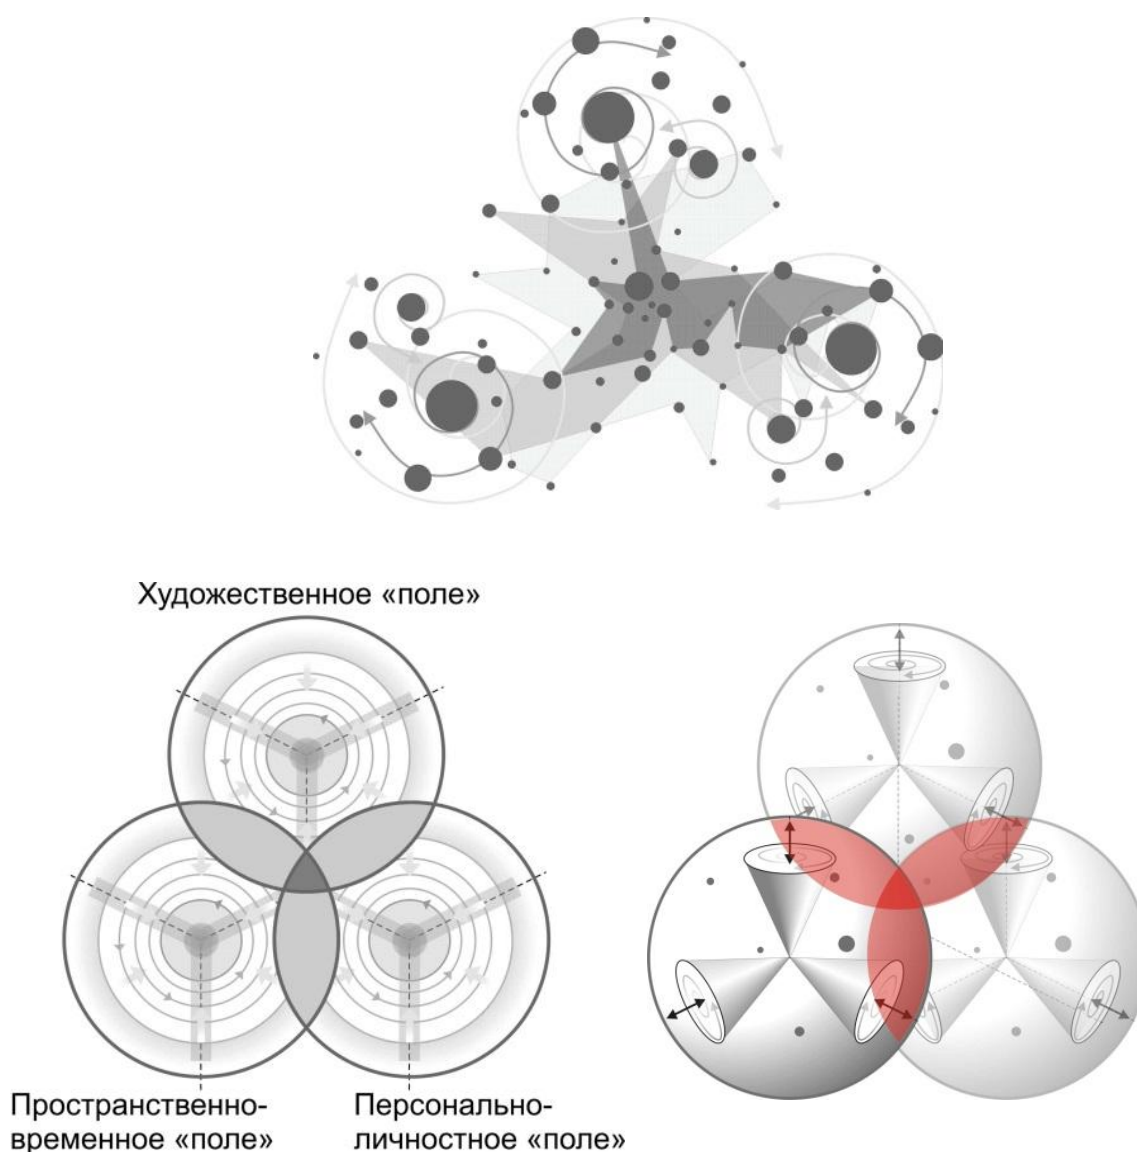 Художественное «поле»
Пространственно-
временное «поле»
Персонально-
личностное «поле»